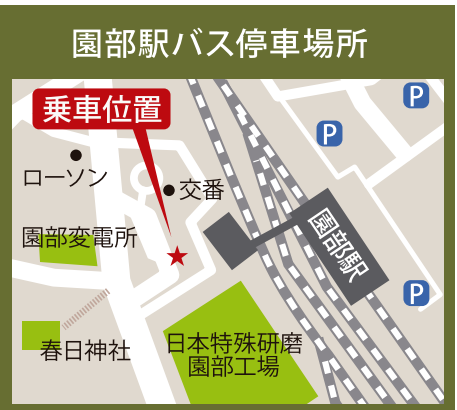 園部駅バス停車場所
乗車位置
P
P
ローソン
交番
園部変電所
園部駅
P
春日神社
日本特殊研磨
園部工場